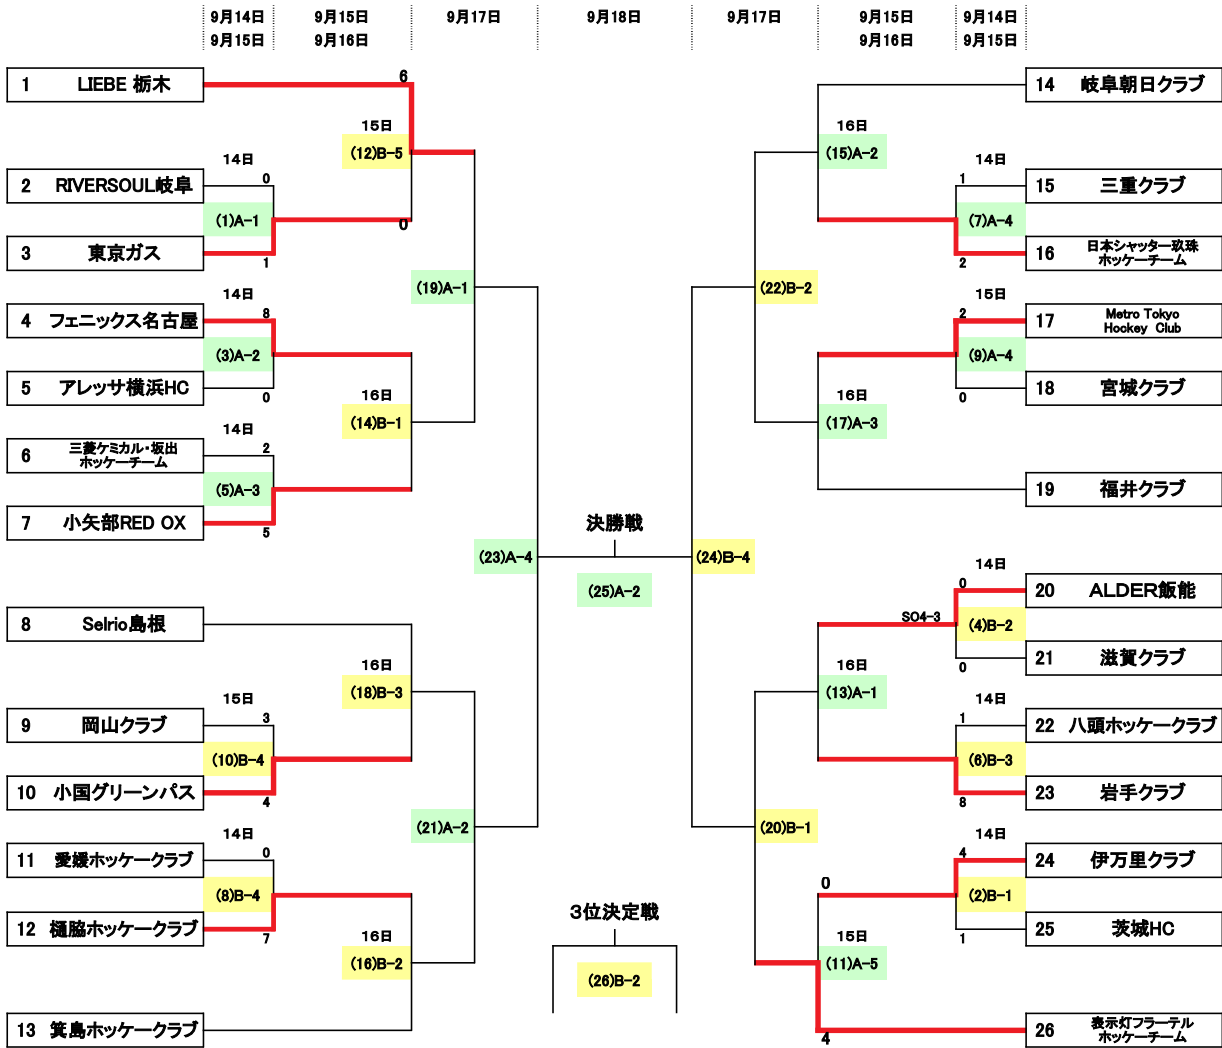 9月14日 9月15日 9月17日 9月18日 9月17日 9月15日 9月14日
9月15日 9月16日 9月16日 9月15日
1 LIEBE 栃木
6
15日
(12)B-5
14日
2 RIVERSOUL岐阜
0
(1)A-1
0
3 東京ガス
1
(19)A-1
14日
4 フェニックス名古屋
8
(3)A-2
5 アレッサ横浜HC
0
16日
(14)B-1
14日
6 三菱ケミカル・坂出
ホッケーチーム
2
(5)A-3
7 小矢部RED OX
5
(23)A-4
8 Selrio島根
16日
(18)B-3
15日
9 岡山クラブ
3
(10)B-4
10 小国グリーンパス
4
(21)A-2
14日
11 愛媛ホッケークラブ
0
(8)B-4
12 樋脇ホッケークラブ
7
16日
(16)B-2
13 箕島ホッケークラブ
決勝戦
(25)A-2
3位決定戦
(26)B-2
14 岐阜朝日クラブ
16日
(15)A-2
14日
1
15 三重クラブ
(7)A-4
2
16 日本シャッター玖珠
ホッケーチーム
(22)B-2
15日
2
17 Metro Tokyo
Hockey Club
(9)A-4
0
18 宮城クラブ
16日
(17)A-3
19 福井クラブ
(24)B-4
14日
0
20 ALDER飯能
SO4-3
(4)B-2
0
21 滋賀クラブ
16日
(13)A-1
14日
1
22 八頭ホッケークラブ
(6)B-3
8
23 岩手クラブ
(20)B-1
14日
4
24 伊万里クラブ
0
(2)B-1
1
25 茨城HC
15日
(11)A-5
4
26 表示灯フラーテル
ホッケーチーム